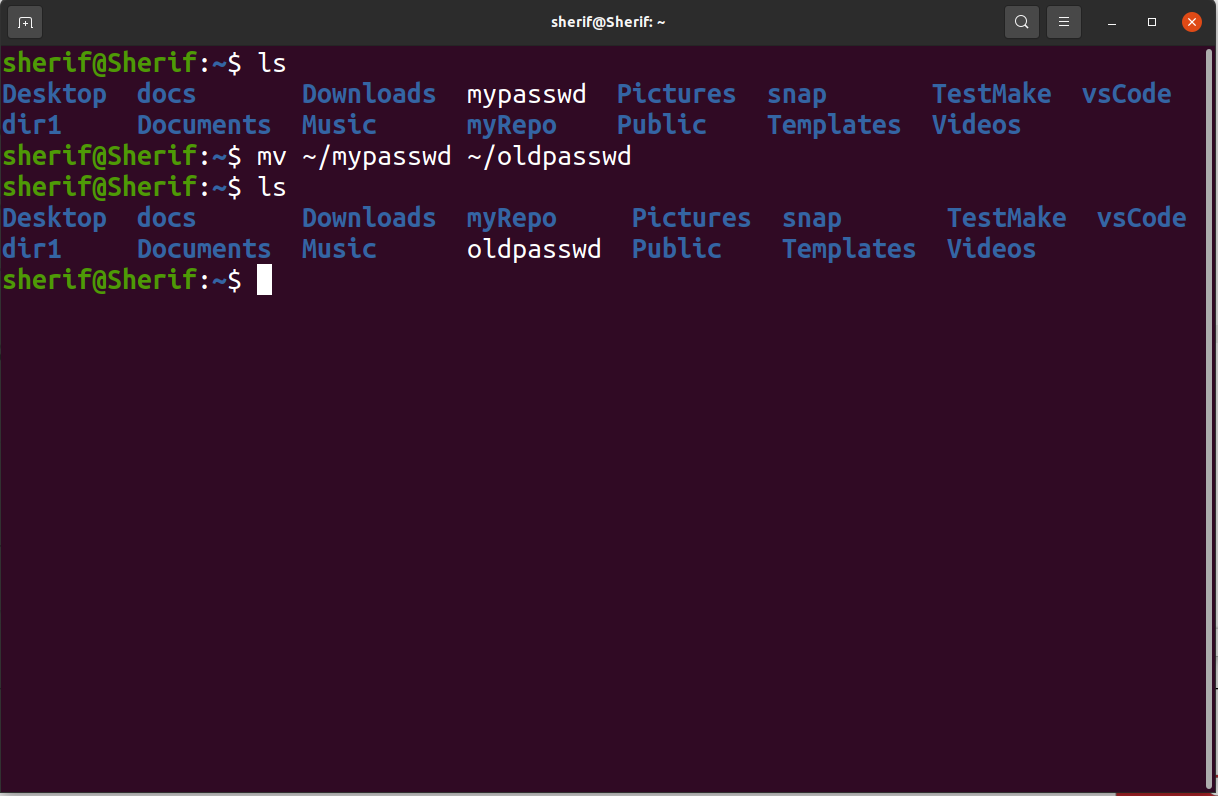 sherif@Sherif: ~
sherif@Sherif:~$ ls
Desktop  docs       Downloads  mypasswd  Pictures  snap       TestMake  vsCode
dir1     Documents  Music      myRepo    Public    Templates  Videos
sherif@Sherif:~$ mv ~/mypasswd ~/oldpasswd
sherif@Sherif:~$ ls
Desktop  docs       Downloads  myRepo     Pictures  snap       TestMake  vsCode
dir1     Documents  Music      oldpasswd  Public    Templates  Videos
sherif@Sherif:~$